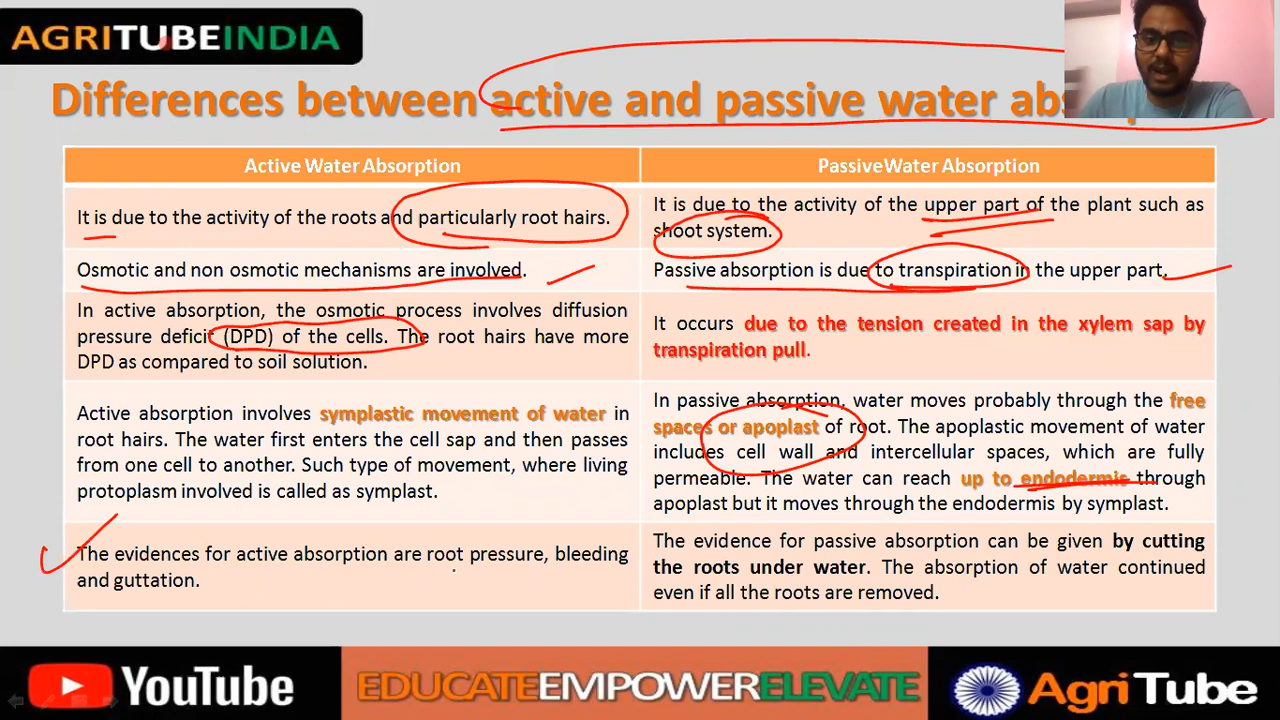 AGRITUBEINDIA
Differences between active and passive water
Active Water Absorption
PassiveWater Absorption
It is due to the activity of the roots and particularly root hairs.
It is due to the activity of the upper part of the plant such as
shoot system.
Osmotic and non osmotic mechanisms are involved.
Passive absorption is due to transpiration in the upper part.
In active absorption, the osmotic process involves diffusion
pressure deficit (DPD) of the cells. The root hairs have more
DPD as compared to soil solution.
It occurs due to the tension created in the xylem sap by
transpiration pull.
Active absorption involves symplastic movement of water in
root hairs. The water first enters the cell sap and then passes
from one cell to another. Such type of movement, where living
protoplasm involved is called as symplast.
In passive absorption, water moves probably through the free
spaces or apoplast of root. The apoplastic movement of water
includes cell wall and intercellular spaces, which are fully
permeable. The water can reach up to endodermis through
apoplast but it moves through the endodermis by symplast.
The evidences for active absorption are root pressure, bleeding
and guttation.
The evidence for passive absorption can be given by cutting
the roots under water. The absorption of water continued
even if all the roots are removed.
YouTube
EDUCATEEMPOWERELEVATE
AgriTube